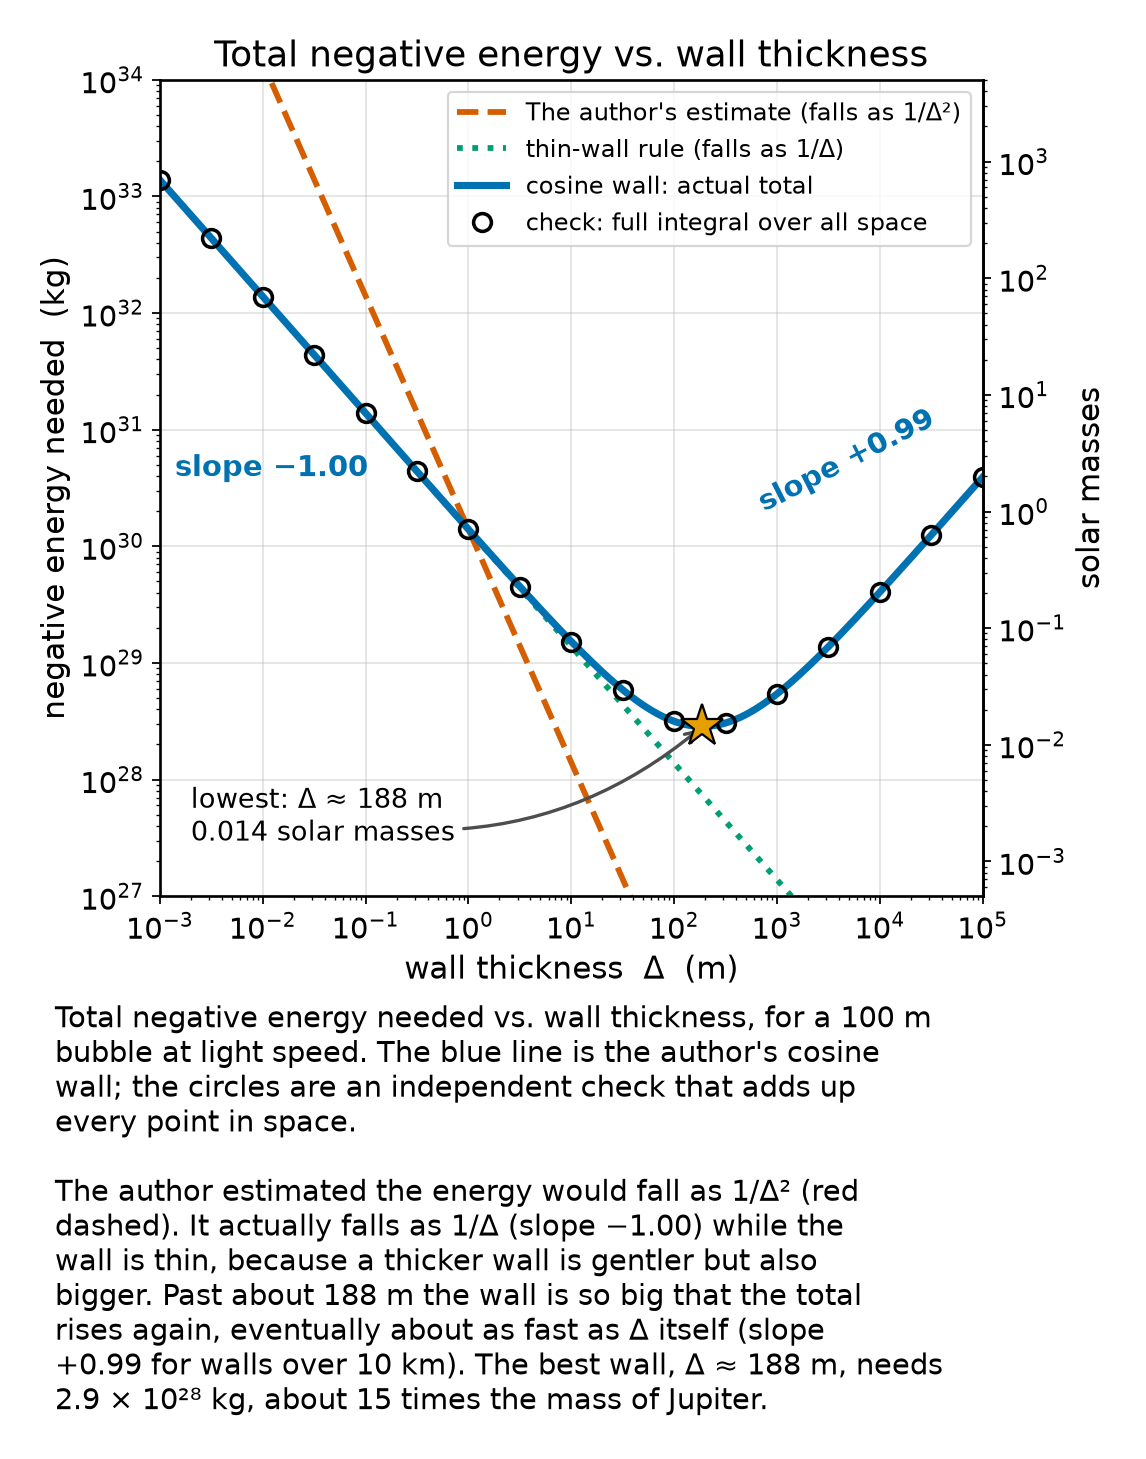 Total negative energy vs. wall thickness
10³⁴
10³³
10³²
10³¹
10³⁰
10²⁹
10²⁸
10²⁷
negative energy needed (kg)
The author's estimate (falls as 1/Δ²)
thin-wall rule (falls as 1/Δ)
cosine wall: actual total
check: full integral over all space
slope −1.00
slope +0.99
lowest: Δ ≈ 188 m
0.014 solar masses
10³
10²
10¹
10⁰
10⁻¹
10⁻²
10⁻³
solar masses
10⁻³ 10⁻² 10⁻¹ 10⁰ 10¹ 10² 10³ 10⁴ 10⁵
wall thickness Δ (m)
Total negative energy needed vs. wall thickness, for a 100 m
bubble at light speed. The blue line is the author's cosine
wall; the circles are an independent check that adds up
every point in space.
The author estimated the energy would fall as 1/Δ² (red
dashed). It actually falls as 1/Δ (slope −1.00) while the
wall is thin, because a thicker wall is gentler but also
bigger. Past about 188 m the wall is so big that the total
rises again, eventually about as fast as Δ itself (slope
+0.99 for walls over 10 km). The best wall, Δ ≈ 188 m, needs
2.9 × 10²⁸ kg, about 15 times the mass of Jupiter.